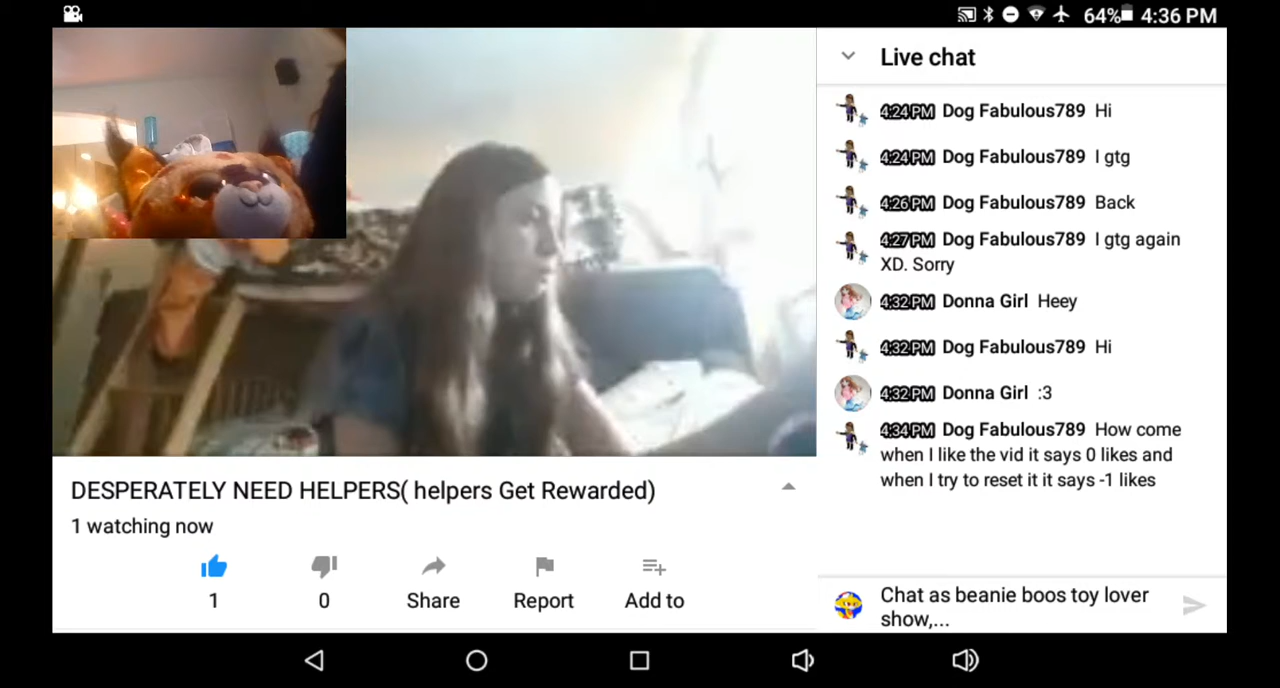 64% 4:36 PM
Live chat
4:24 PM Dog Fabulous789 Hi
4:24 PM Dog Fabulous789 I gtg
4:26 PM Dog Fabulous789 Back
4:27 PM Dog Fabulous789 I gtg again
XD. Sorry
4:32 PM Donna Girl Heey
4:32 PM Dog Fabulous789 Hi
4:32 PM Donna Girl :3
4:34 PM Dog Fabulous789 How come
when I like the vid it says 0 likes and
when I try to reset it it says -1 likes
Chat as beanie boos toy lover
show,...
DESPERATELY NEED HELPERS( helpers Get Rewarded)
1 watching now
1 0 Share Report Add to